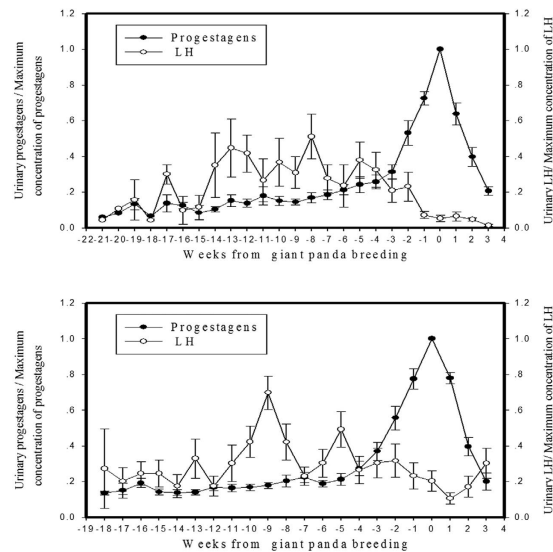 Urinary progestagens / Maximum
concentration of progestagens
Urinary LH/ Maximum concentration of LH
1.2
1.0
.8
.6
.4
.2
0.0
Progestagens
LH
1.2
1.0
.8
.6
.4
.2
0.0
-22 -21 -20 -19 -18 -17 -16 -15 -14 -13 -12 -11 -10 -9 -8 -7 -6 -5 -4 -3 -2 -1 0 1 2 3 4
Weeks from giant panda breeding
Urinary progestagens / Maximum
concentration of progestagens
Urinary LH/ Maximum concentration of LH
1.2
1.0
.8
.6
.4
.2
0.0
Progestagens
LH
1.2
1.0
.8
.6
.4
.2
0.0
-19 -18 -17 -16 -15 -14 -13 -12 -11 -10 -9 -8 -7 -6 -5 -4 -3 -2 -1 0 1 2 3 4
Weeks from giant panda breeding